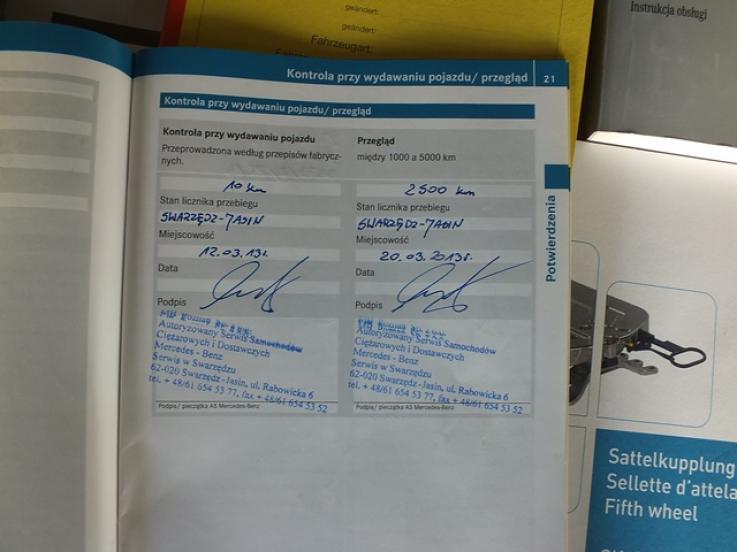 geändert:
geändert:
Fahrzeugart:
Instrukcja obsługi
Kontrola przy wydawaniu pojazdu/ przegląd 21
Kontrola przy wydawaniu pojazdu/ przegląd
Kontrola przy wydawaniu pojazdu
Przeprowadzona według przepisów fabrycz-
nych.
10 km
Stan licznika przebiegu
SWARZĘDZ-JASIN
Miejscowość
12.03.13r.
Data
Podpis
Autoryzowany Serwis Samochodów
Ciężarowych i Dostawczych
Mercedes - Benz
Serwis w Swarzędzu
62-020 Swarzędz-Jasin, ul. Rabowicka 6
tel. + 48/61 654 53 77, fax + 48/61 654 53 52
Podpis/ pieczątka AS Mercedes-Benz
Przegląd
między 1000 a 5000 km
2500 km
Stan licznika przebiegu
SWARZĘDZ-JASIN
Miejscowość
20.03.2013r.
Data
Podpis
Autoryzowany Serwis Samochodów
Ciężarowych i Dostawczych
Mercedes - Benz
Serwis w Swarzędzu
62-020 Swarzędz-Jasin, ul. Rabowicka 6
tel. + 48/61 654 53 77, fax + 48/61 654 53 52
Podpis/ pieczątka AS Mercedes-Benz
Potwierdzenia
Sattelkupplung
Sellette d'attela
Fifth wheel